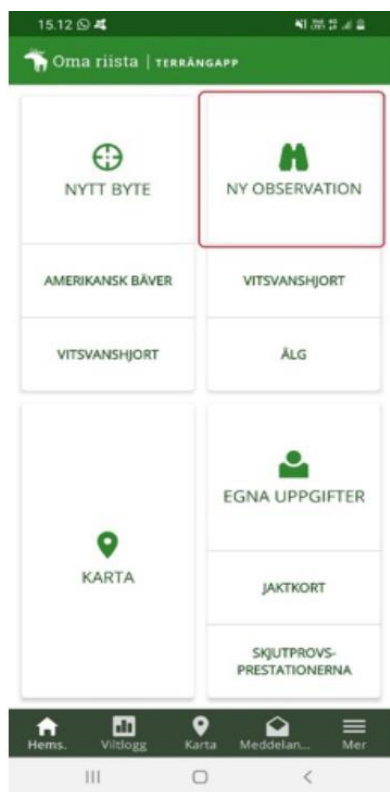 15.12
Oma riista | TERRÄNGAPP
NYTT BYTE
NY OBSERVATION
AMERIKANSK BÄVER
VITSVANSHJORT
VITSVANSHJORT
ÄLG
KARTA
EGNA UPPGIFTER
JAKTKORT
SKJUTPROVS-
PRESTATIONERNA
Hems.
Viltlogg
Karta
Meddelan...
Mer